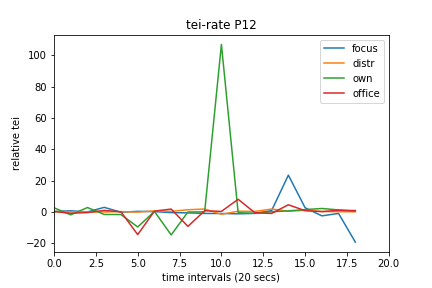 tei-rate P12
focus
distr
own
office
relative tei
100
80
60
40
20
0
−20
0.0 2.5 5.0 7.5 10.0 12.5 15.0 17.5 20.0
time intervals (20 secs)